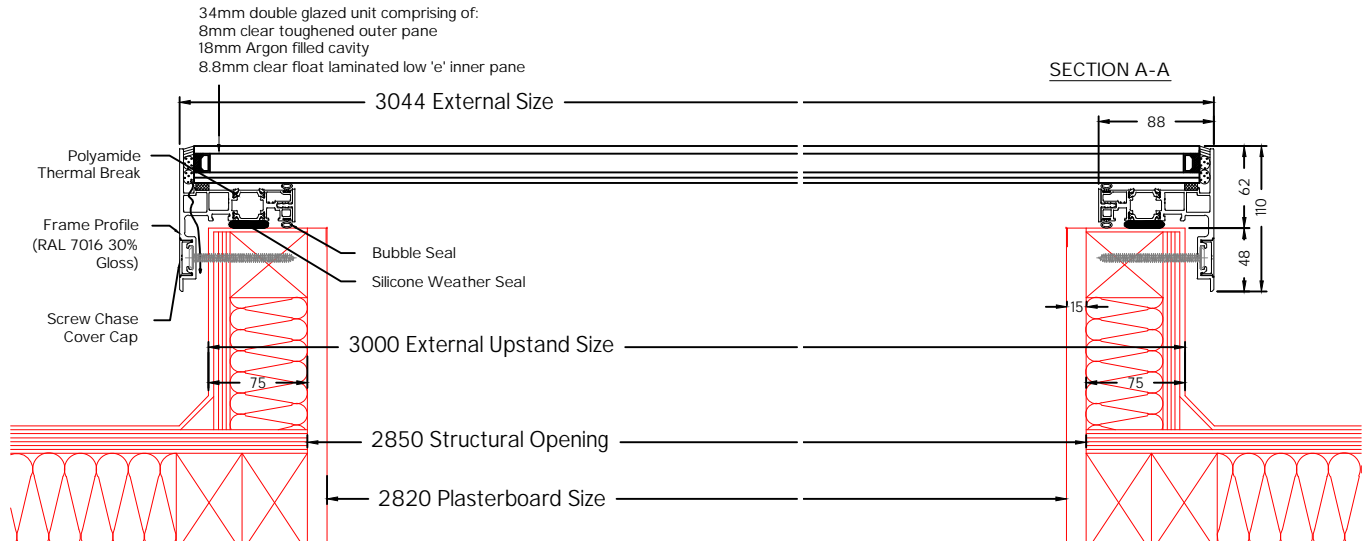 34mm double glazed unit comprising of:
8mm clear toughened outer pane
18mm Argon filled cavity
8.8mm clear float laminated low 'e' inner pane
SECTION A-A
3044 External Size
88
Polyamide
Thermal Break
62
110
Frame Profile
(RAL 7016 30%
Gloss)
Bubble Seal
48
Silicone Weather Seal
15
Screw Chase
Cover Cap
3000 External Upstand Size
75
75
2850 Structural Opening
2820 Plasterboard Size